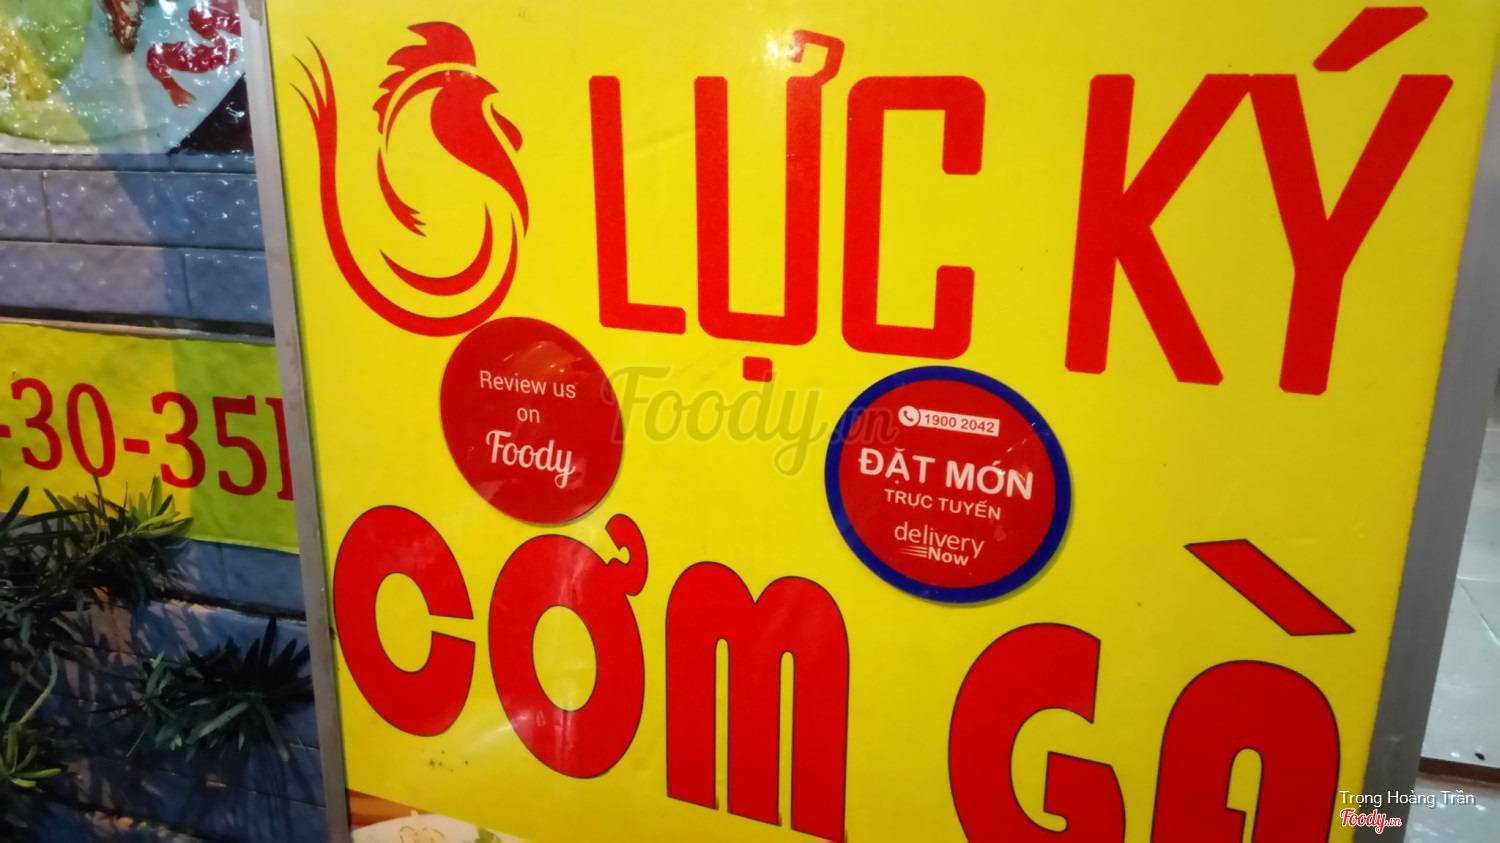 LỰC KÝ
Review us
on
Foody
Foody.vn
1900 2042
ĐẶT MÓN
TRỰC TUYẾN
delivery
Now
-30-35
CƠM GÀ
Trọng Hoàng Trần
Foody.vn